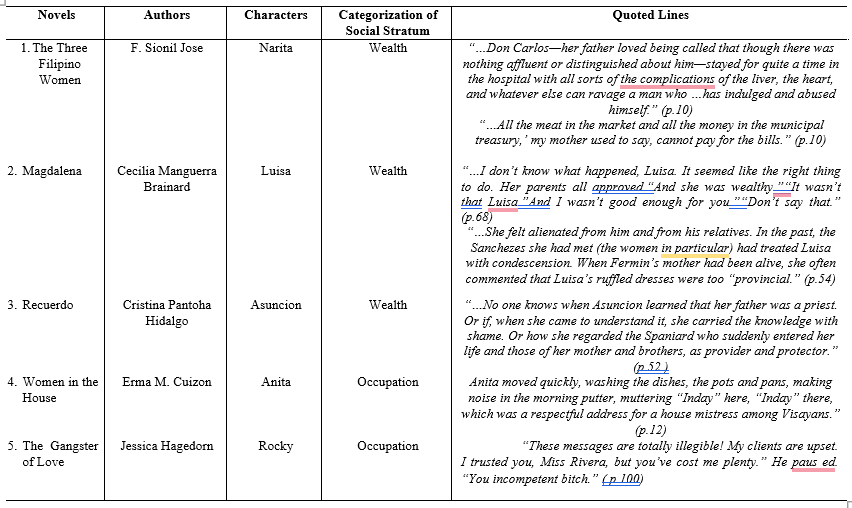 Novels Authors Characters Categorization of Social Stratum Quoted Lines
1. The Three Filipino Women F. Sionil Jose Narita Wealth
“…Don Carlos—her father loved being called that though there was
nothing affluent or distinguished about him—stayed for quite a time in
the hospital with all sorts of the complications of the liver, the heart,
and whatever else can ravage a man who …has indulged and abused
himself.” (p.10)
“…All the meat in the market and all the money in the municipal
treasury,’ my mother used to say, cannot pay for the bills.” (p.10)
2. Magdalena Cecilia Manguerra Brainard Luisa Wealth
“…I don’t know what happened, Luisa. It seemed like the right thing
to do. Her parents all approved “And she was wealthy.”“It wasn’t
that Luisa.”And I wasn’t good enough for you.”“Don’t say that.”
(p.68)
“…She felt alienated from him and from his relatives. In the past, the
Sanchezes she had met (the women in particular) had treated Luisa
with condescension. When Fermin’s mother had been alive, she often
commented that Luisa’s ruffled dresses were too “provincial.” (p.54)
3. Recuerdo Cristina Pantoha Hidalgo Asuncion Wealth
“…No one knows when Asuncion learned that her father was a priest.
Or if, when she came to understand it, she carried the knowledge with
shame. Or how she regarded the Spaniard who suddenly entered her
life and those of her mother and brothers, as provider and protector.”
(p.52 )
4. Women in the House Erma M. Cuizon Anita Occupation
Anita moved quickly, washing the dishes, the pots and pans, making
noise in the morning putter, muttering “Inday” here, “Inday” there,
which was a respectful address for a house mistress among Visayans.”
(p.12)
5. The Gangster of Love Jessica Hagedorn Rocky Occupation
“These messages are totally illegible! My clients are upset.
I trusted you, Miss Rivera, but you’ve cost me plenty.” He paus ed.
“You incompetent bitch.” ( p.100)